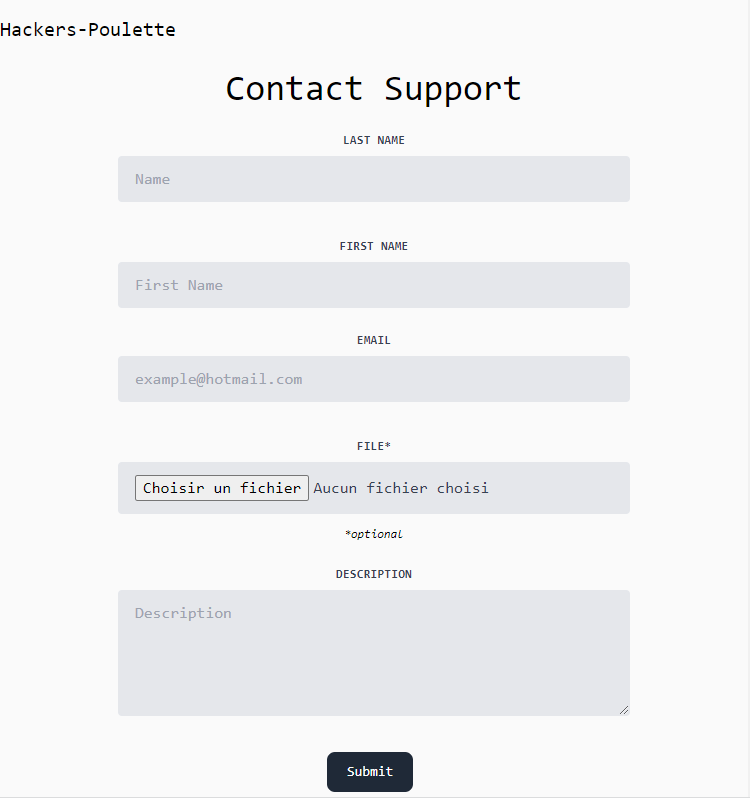 Hackers-Poulette
Contact Support
LAST NAME
Name
FIRST NAME
First Name
EMAIL
example@hotmail.com
FILE*
Choisir un fichier Aucun fichier choisi
*optional
DESCRIPTION
Description
Submit